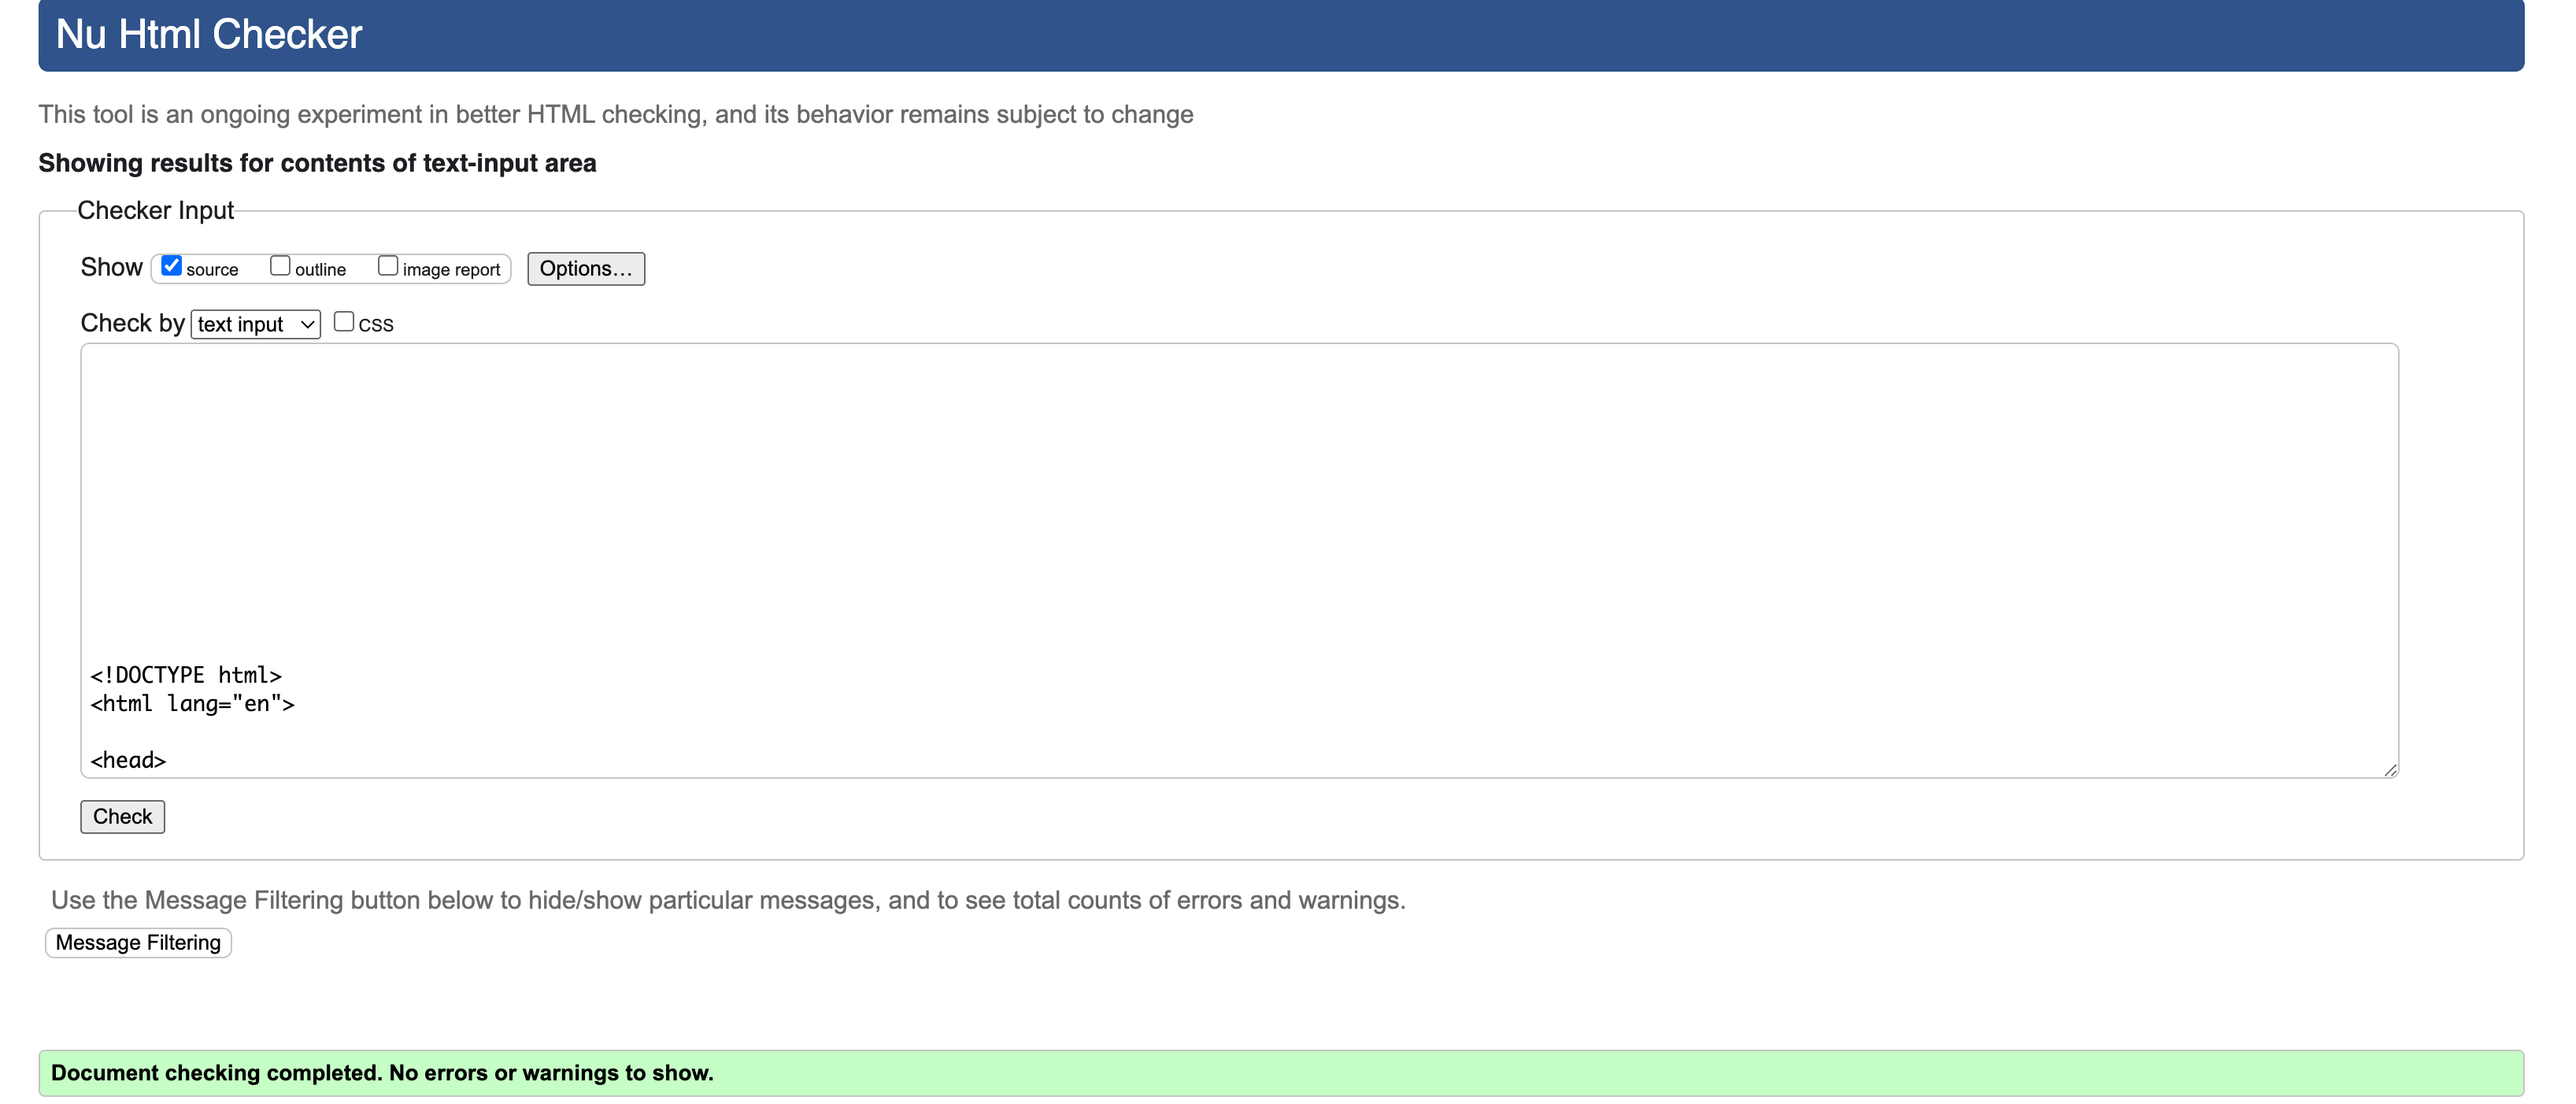 Nu Html Checker
This tool is an ongoing experiment in better HTML checking, and its behavior remains subject to change
Showing results for contents of text-input area
Checker Input
Show source outline image report Options...
Check by text input CSS
<!DOCTYPE html>
<html lang="en">
<head>
Check
Use the Message Filtering button below to hide/show particular messages, and to see total counts of errors and warnings.
Message Filtering
Document checking completed. No errors or warnings to show.